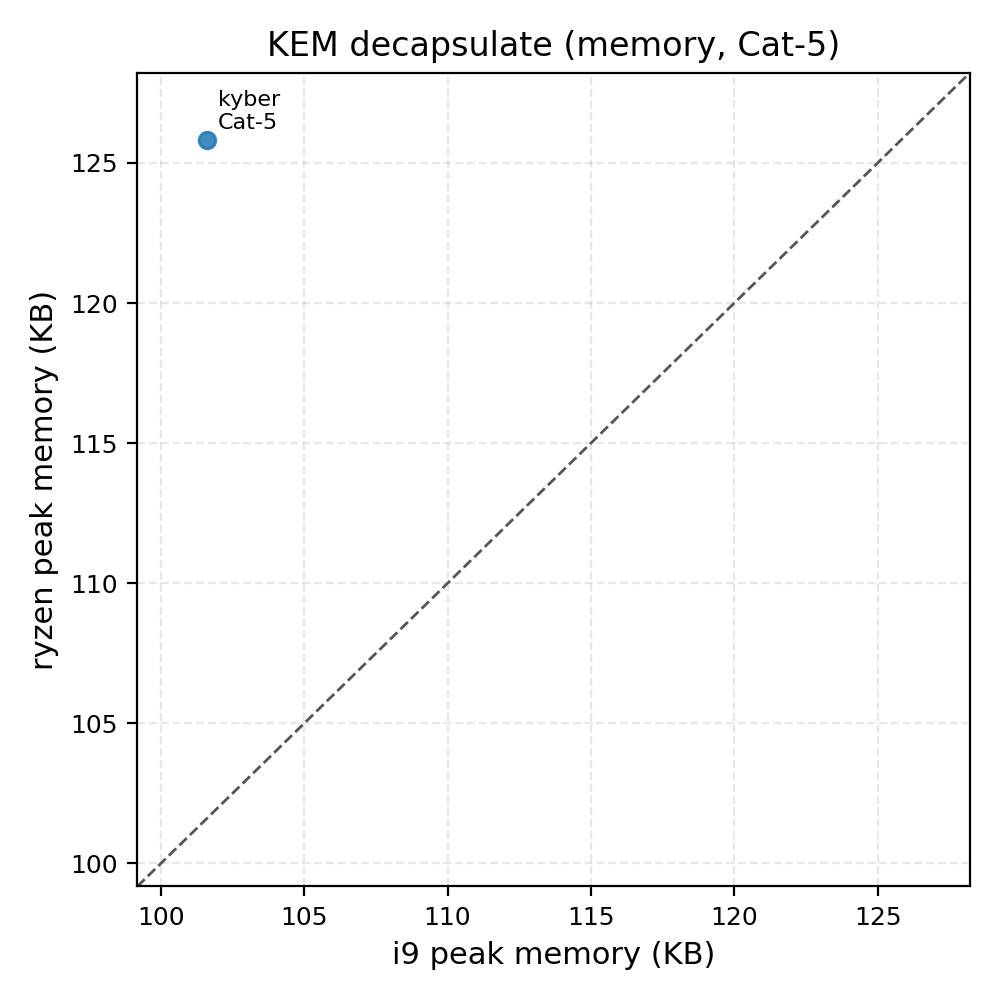 KEM decapsulate (memory, Cat-5)
kyber
Cat-5
125
120
115
110
105
100
ryzen peak memory (KB)
100 105 110 115 120 125
i9 peak memory (KB)